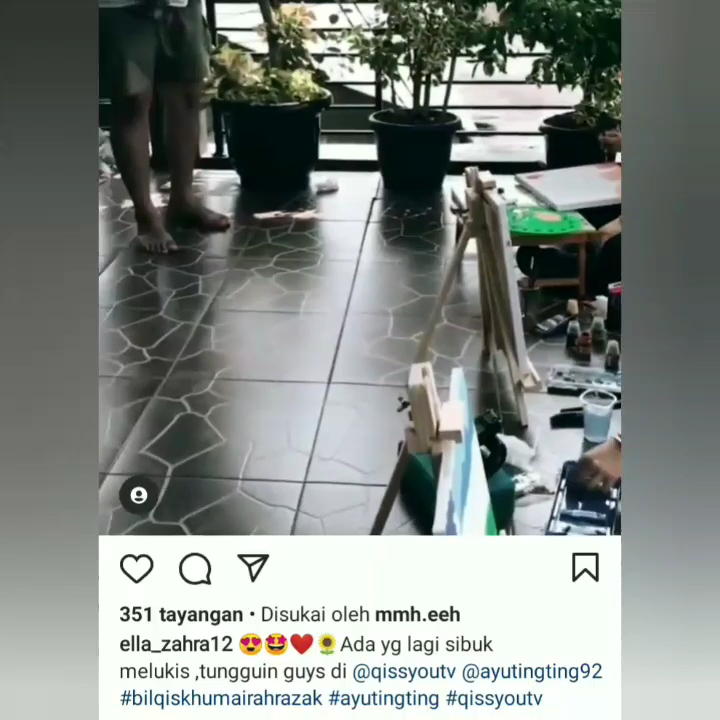 351 tayangan • Disukai oleh mmh.eeh
ella_zahra12 😍🤩❤️🌻Ada yg lagi sibuk
melukis ,tungguin guys di @qissyoutv @ayutingting92
#bilqiskhumairahrazak #ayutingting #qissyoutv